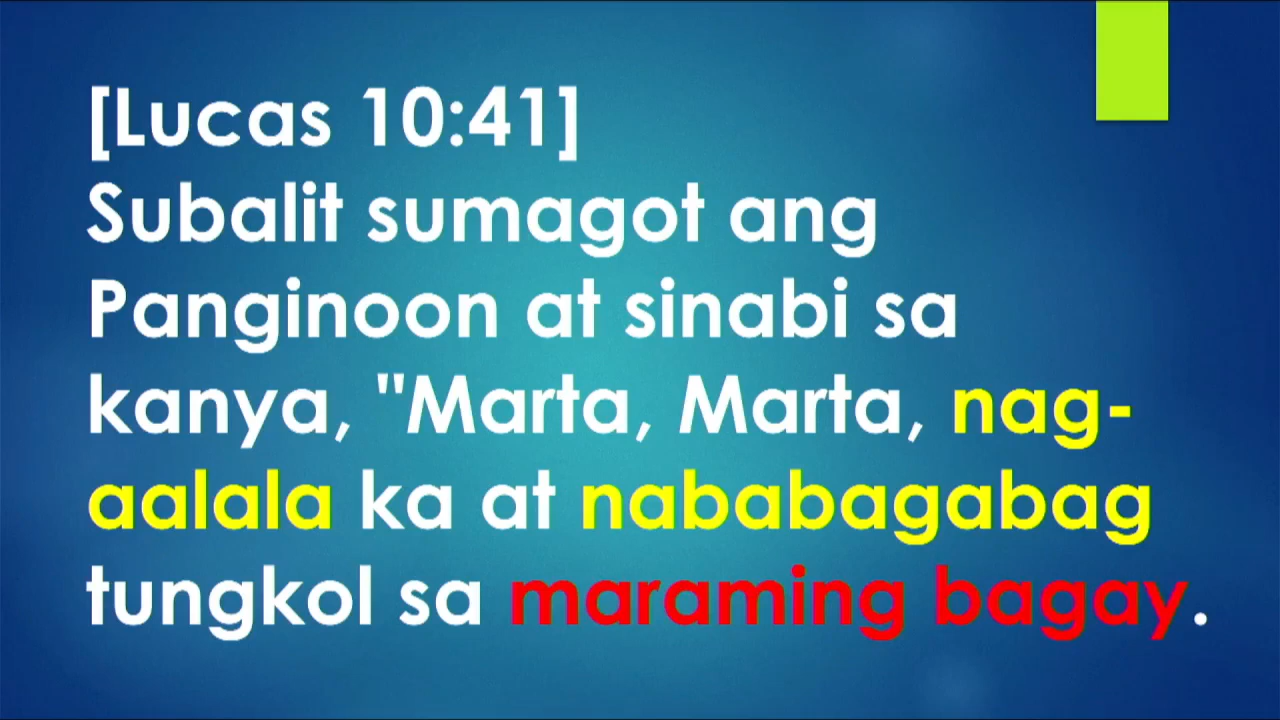 [Lucas 10:41]
Subalit sumagot ang
Panginoon at sinabi sa
kanya, "Marta, Marta, nag-
aalala ka at nababagabag
tungkol sa maraming bagay.